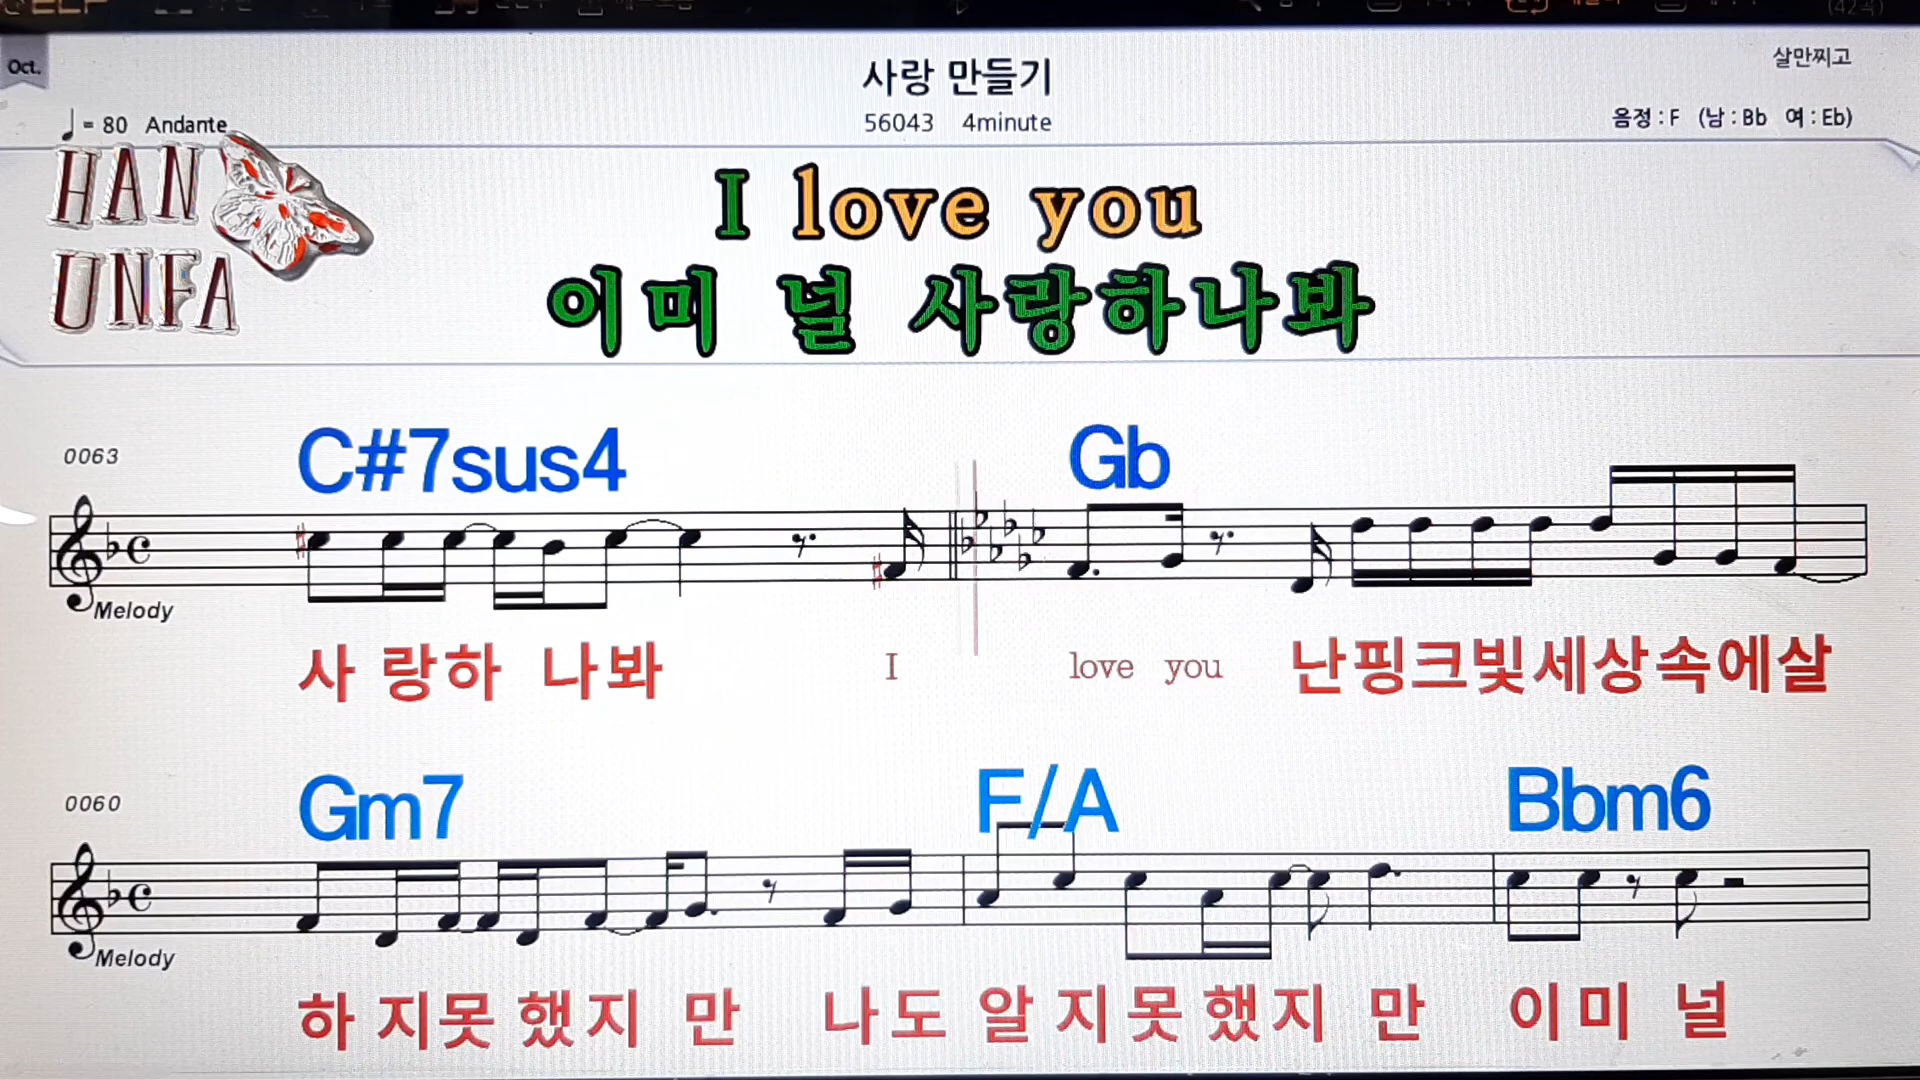 Oct.
사랑 만들기
살만찌고
♩= 80 Andante
56043 4minute
음정 : F (남 : Bb 여 : Eb)
HAN
UNFA
I love you
이미 널 사랑하나봐
0063
C#7sus4 Gb
Melody
사 랑하 나봐 I love you 난핑크빛세상속에살
0060
Gm7 F/A Bbm6
Melody
하 지못 했지 만 나도 알지못했지 만 이미 널